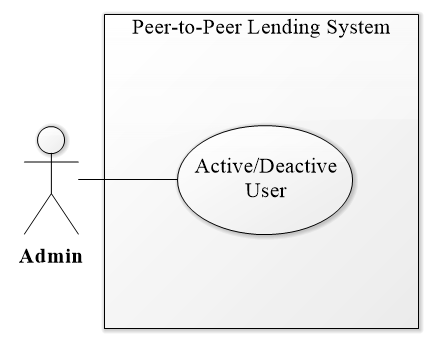 Peer-to-Peer Lending System
Active/Deactive
User
Admin